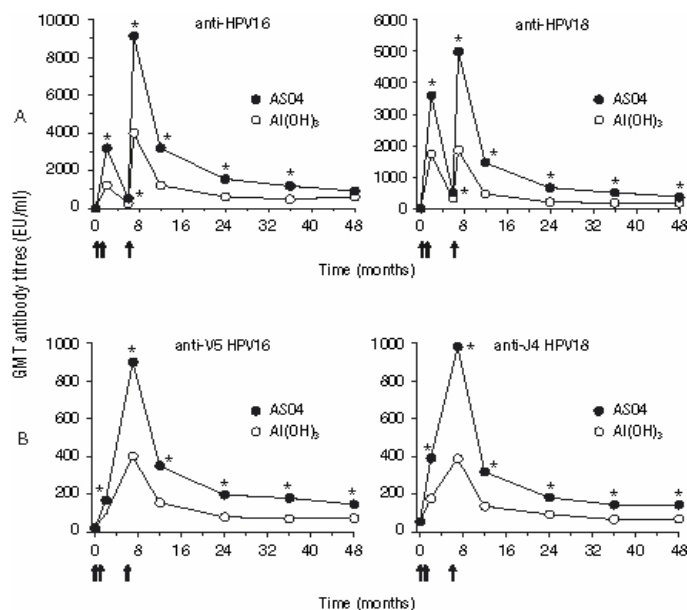 GMT antibody titres (EU/ml)
A
anti-HPV16
10000
8000
6000
4000
2000
0
AS04
Al(OH)₃
0 8 16 24 32 40 48
anti-HPV18
6000
5000
4000
3000
2000
1000
0
AS04
Al(OH)₃
0 8 16 24 32 40 48
Time (months)
B
anti-V5 HPV16
1000
800
600
400
200
0
AS04
Al(OH)₃
0 8 16 24 32 40 48
Time (months)
anti-J4 HPV18
1000
800
600
400
200
0
AS04
Al(OH)₃
0 8 16 24 32 40 48
Time (months)